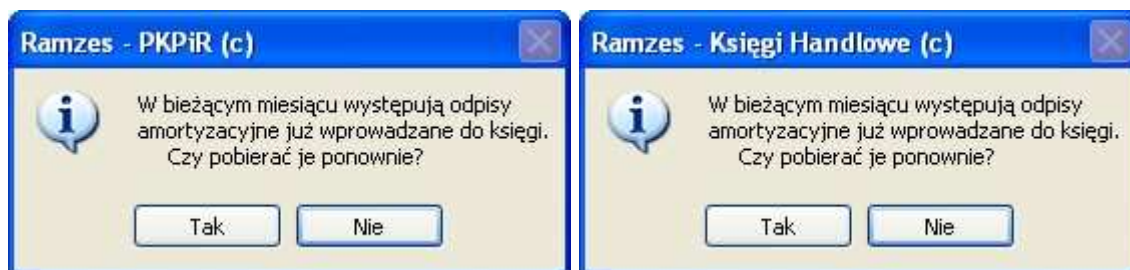 Ramzes - PKPiR (c)
W bieżącym miesiącu występują odpisy
amortyzacyjne już wprowadzane do księgi.
Czy pobierać je ponownie?
Tak
Nie
Ramzes - Księgi Handlowe (c)
W bieżącym miesiącu występują odpisy
amortyzacyjne już wprowadzane do księgi.
Czy pobierać je ponownie?
Tak
Nie